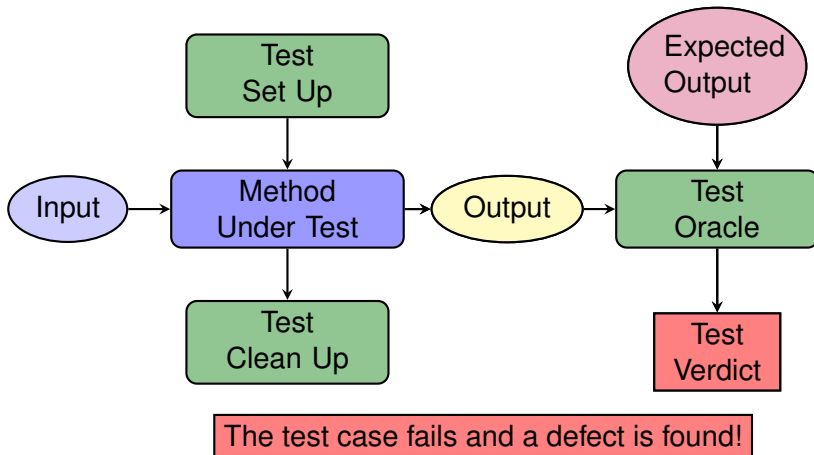 Test
Set Up
Expected
Output
Input
Method
Under Test
Output
Test
Oracle
Test
Clean Up
Test
Verdict
The test case fails and a defect is found!